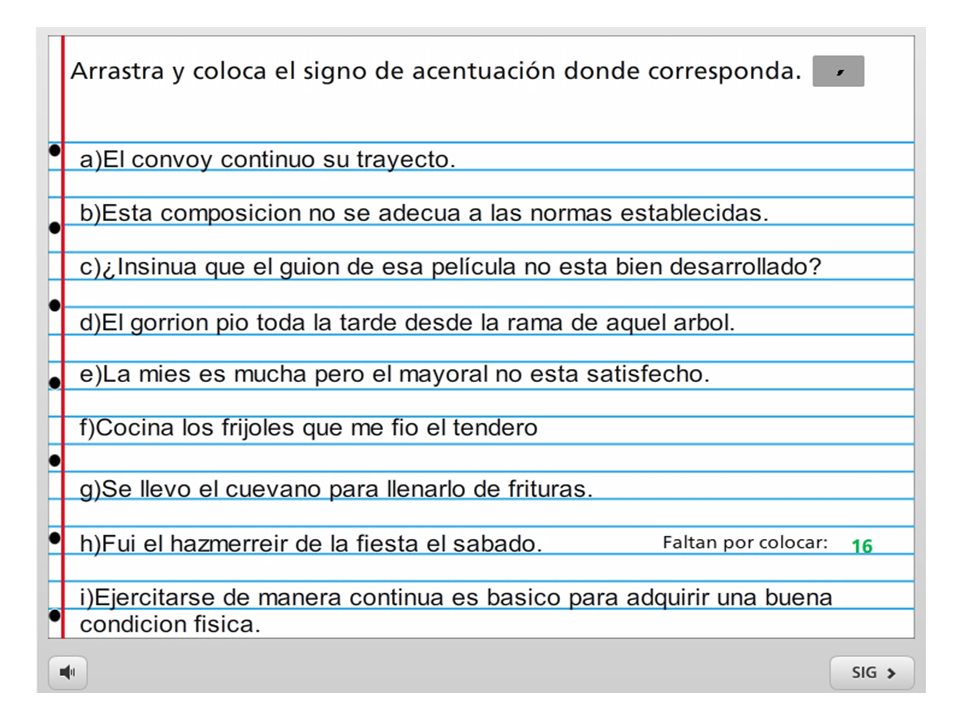 Arrastra y coloca el signo de acentuación donde corresponda. ´
a)El convoy continuo su trayecto.
b)Esta composicion no se adecua a las normas establecidas.
c)¿Insinua que el guion de esa película no esta bien desarrollado?
d)El gorrion pio toda la tarde desde la rama de aquel arbol.
e)La mies es mucha pero el mayoral no esta satisfecho.
f)Cocina los frijoles que me fio el tendero
g)Se llevo el cuevano para llenarlo de frituras.
h)Fui el hazmerreir de la fiesta el sabado. Faltan por colocar: 16
i)Ejercitarse de manera continua es basico para adquirir una buena
condicion fisica.
SIG